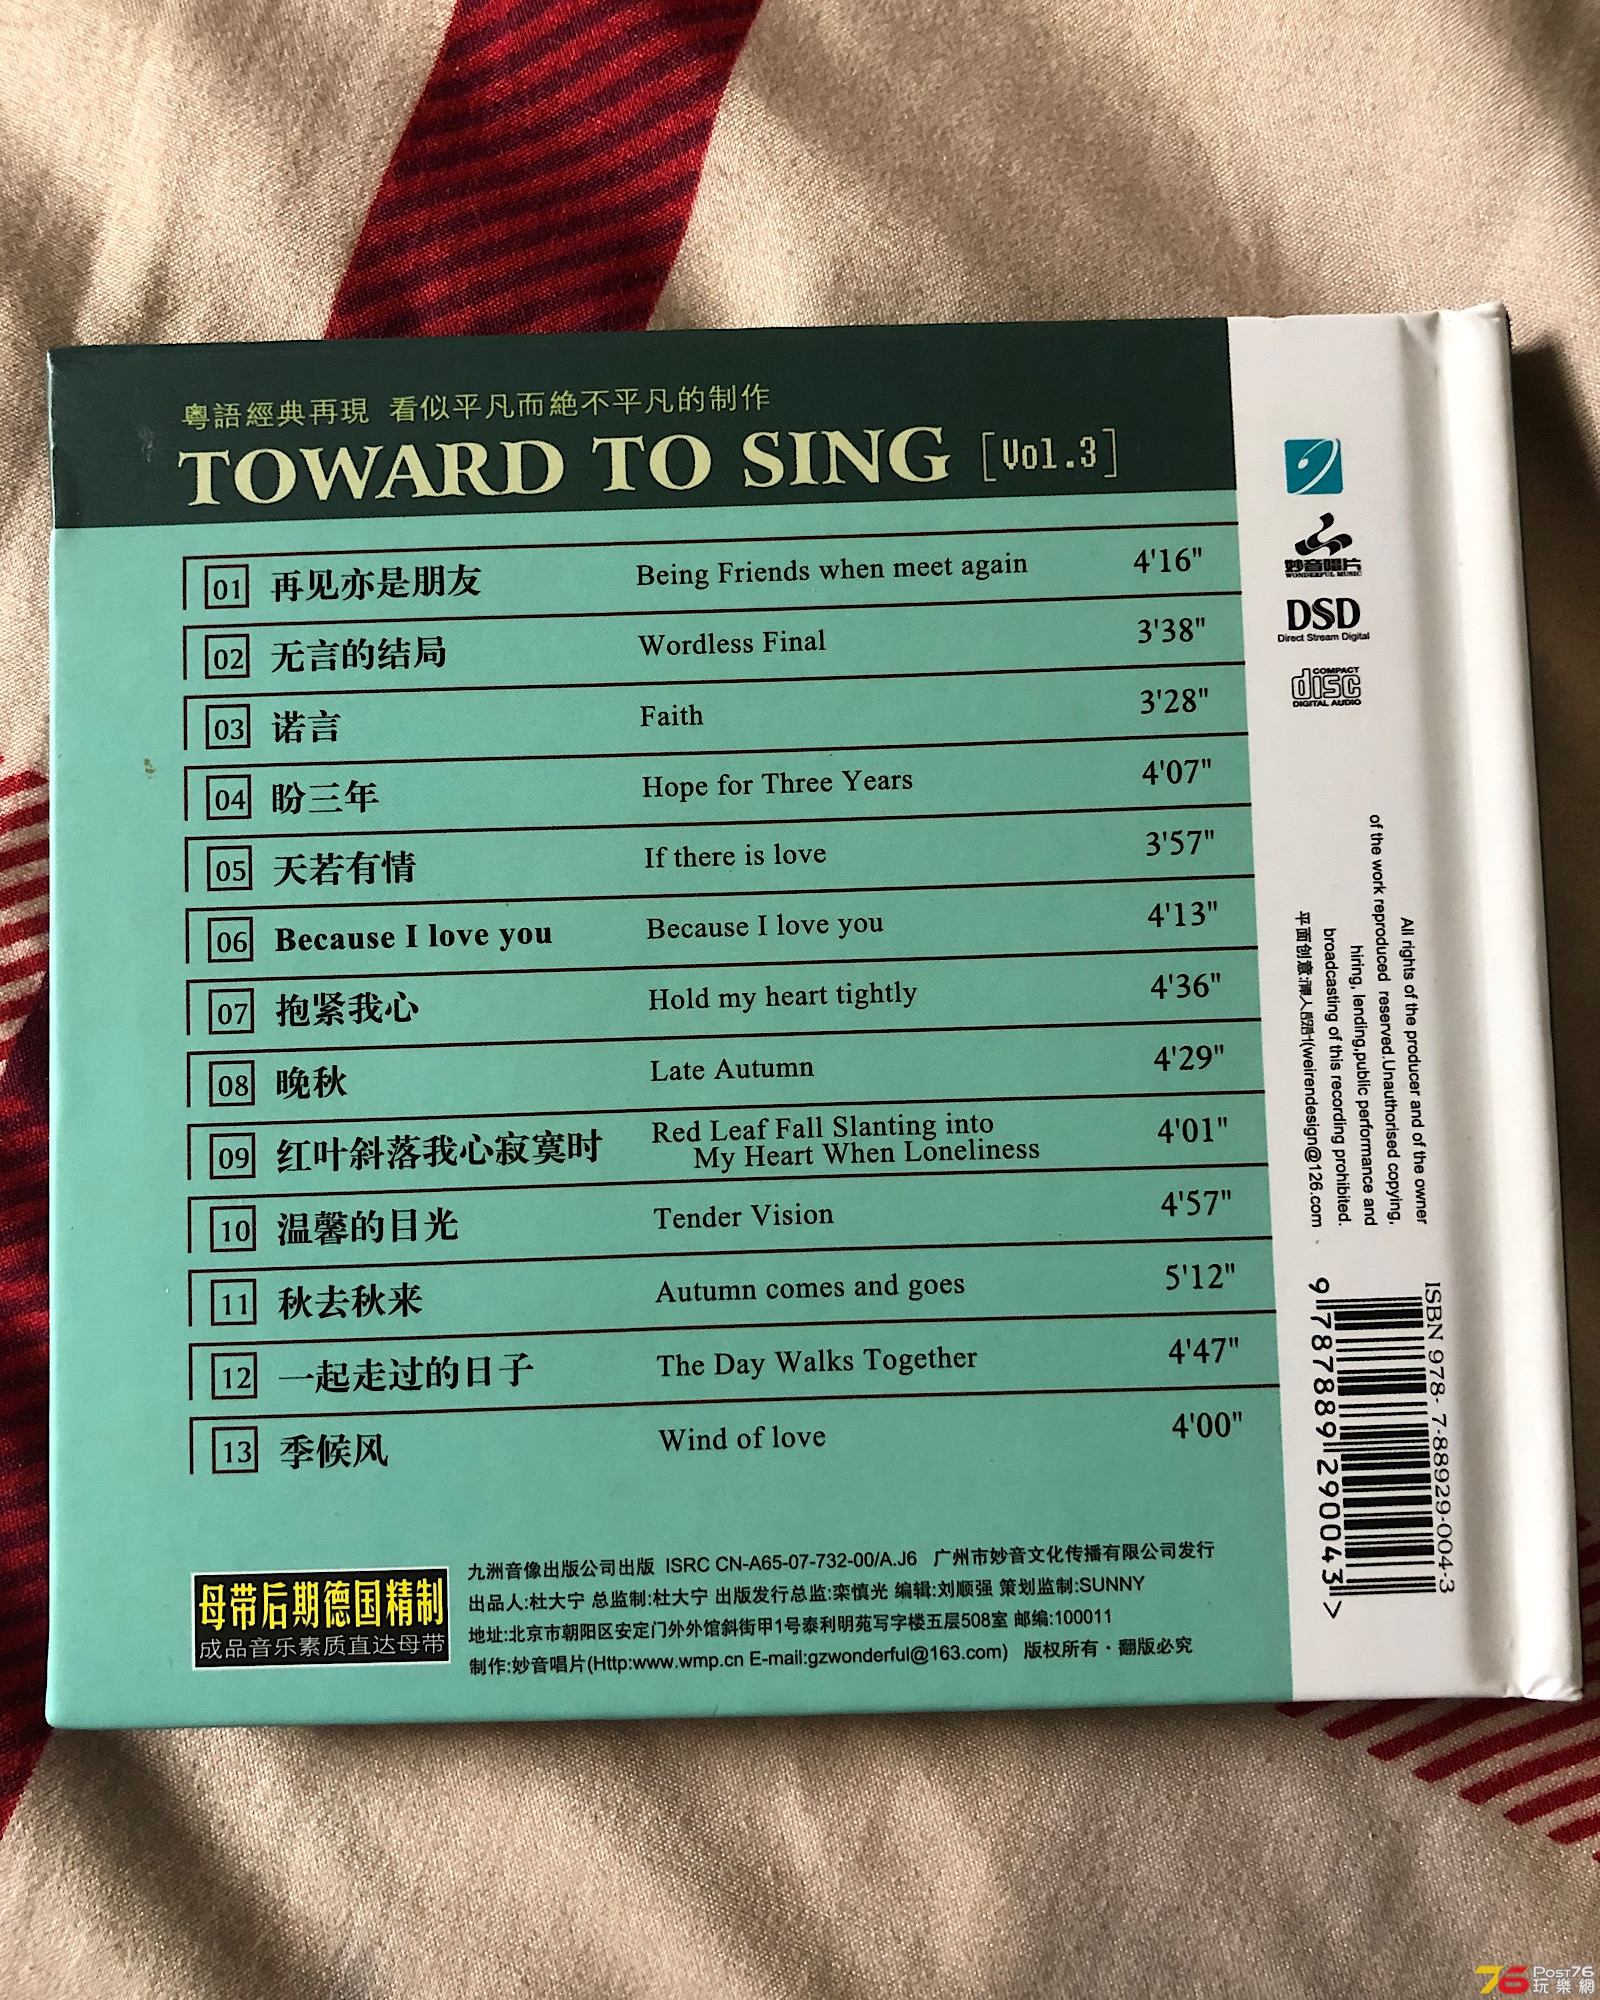 粵語經典再現 看似平凡而絶不平凡的制作
TOWARD TO SING [Vol.3]
01 再见亦是朋友 Being Friends when meet again 4'16"
02 无言的结局 Wordless Final 3'38"
03 诺言 Faith 3'28"
04 盼三年 Hope for Three Years 4'07"
05 天若有情 If there is love 3'57"
06 Because I love you Because I love you 4'13"
07 抱紧我心 Hold my heart tightly 4'36"
08 晚秋 Late Autumn 4'29"
09 红叶斜落我心寂寞时 Red Leaf Fall Slanting into
My Heart When Loneliness 4'01"
10 温馨的目光 Tender Vision 4'57"
11 秋去秋来 Autumn comes and goes 5'12"
12 一起走过的日子 The Day Walks Together 4'47"
13 季候风 Wind of love 4'00"
母带后期德国精制
成品音乐素质直达母带
九洲音像出版公司出版 ISRC CN-A65-07-732-00/A.J6 广州市妙音文化传播有限公司发行
出品人:杜大宁 总监制:杜大宁 出版发行总监:栾慎光 编辑:刘顺强 策划监制:SUNNY
地址:北京市朝阳区安定门外外馆斜街甲1号泰利明苑写字楼五层508室 邮编:100011
制作:妙音唱片(Http:www.wmp.cn E-mail:gzwonderful@163.com) 版权所有·翻版必究
妙音唱片
WONDERFUL MUSIC
DSD
Direct Stream Digital
COMPACT
disc
DIGITAL AUDIO
All rights of the producer and of the owner
of the work reproduced reserved.Unauthorised copying,
hiring, lending,public performance and
broadcasting of this recording prohibited.
平面创意:(weirendesign@126.com
ISBN 978-7-88929-004-3
9 787889 290043 >
76 POST76
玩樂網